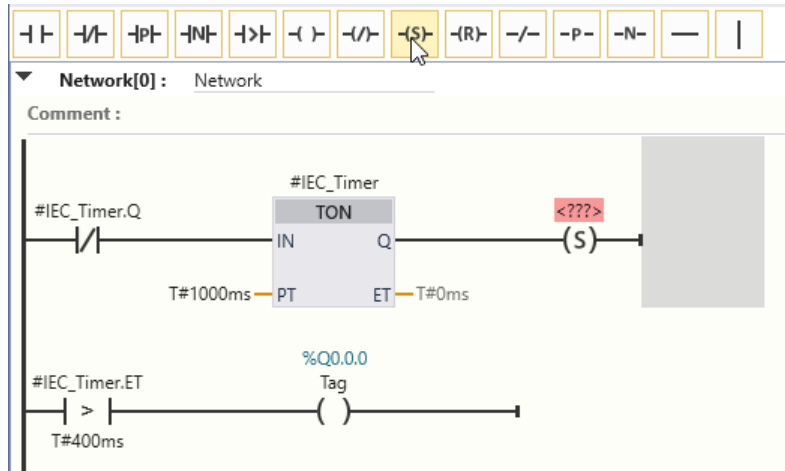 -| |- -|/|- -|P|- -|N|- -|>|- -( )- -(/)- -(S)- -(R)- -/- -P- -N-
Network[0] : Network
Comment :
#IEC_Timer
#IEC_Timer.Q TON <???>
/ IN Q (S)
T#1000ms PT ET T#0ms
%Q0.0.0
#IEC_Timer.ET Tag
> ( )
T#400ms